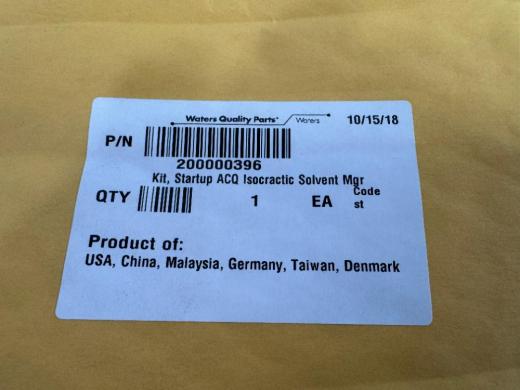 Waters Quality Parts™ Waters 10/15/18
P/N
200000396
Kit, Startup ACQ Isocractic Solvent Mgr
QTY 1 EA Code st
Product of:
USA, China, Malaysia, Germany, Taiwan, Denmark